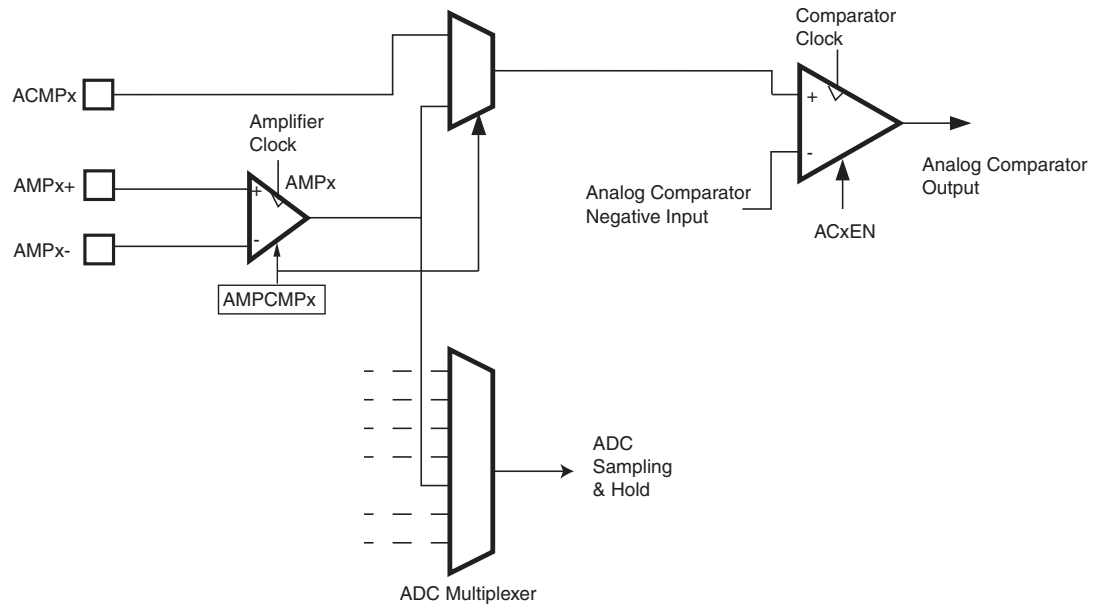 Comparator
Clock
ACMPx
+
-
Amplifier
Clock
AMPx
AMPx+
+
AMPx-
-
AMPCMPx
Analog Comparator
Negative Input
ACxEN
Analog Comparator
Output
ADC
Sampling
& Hold
ADC Multiplexer